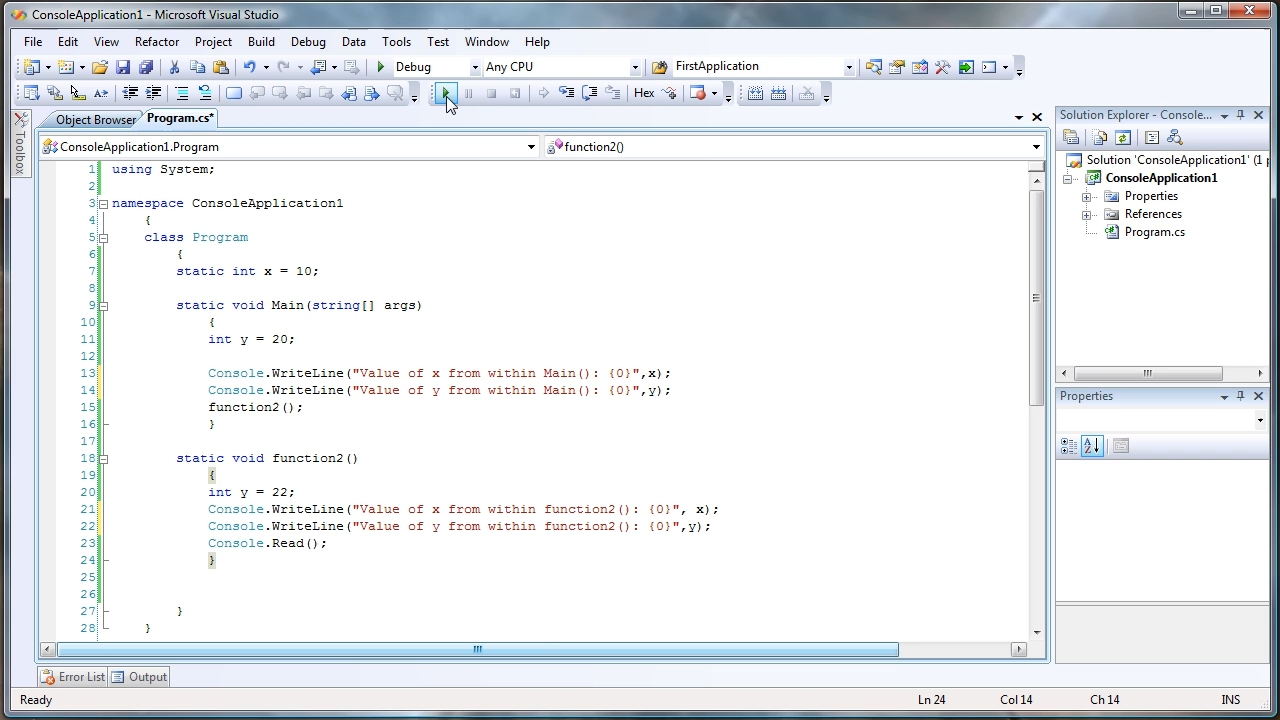 ConsoleApplication1 - Microsoft Visual Studio
File Edit View Refactor Project Build Debug Data Tools Test Window Help
Debug Any CPU FirstApplication
Hex
Toolbox
Object Browser Program.cs*
ConsoleApplication1.Program function2()
1 using System;
2
3 namespace ConsoleApplication1
4 {
5 class Program
6 {
7 static int x = 10;
8
9 static void Main(string[] args)
10 {
11 int y = 20;
12
13 Console.WriteLine("Value of x from within Main(): {0}",x);
14 Console.WriteLine("Value of y from within Main(): {0}",y);
15 function2();
16 }
17
18 static void function2()
19 {
20 int y = 22;
21 Console.WriteLine("Value of x from within function2(): {0}", x);
22 Console.WriteLine("Value of y from within function2(): {0}",y);
23 Console.Read();
24 }
25
26
27 }
28 }
Solution Explorer - Console...
Solution 'ConsoleApplication1' (1 p
ConsoleApplication1
Properties
References
Program.cs
Properties
Error List Output
Ready Ln 24 Col 14 Ch 14 INS